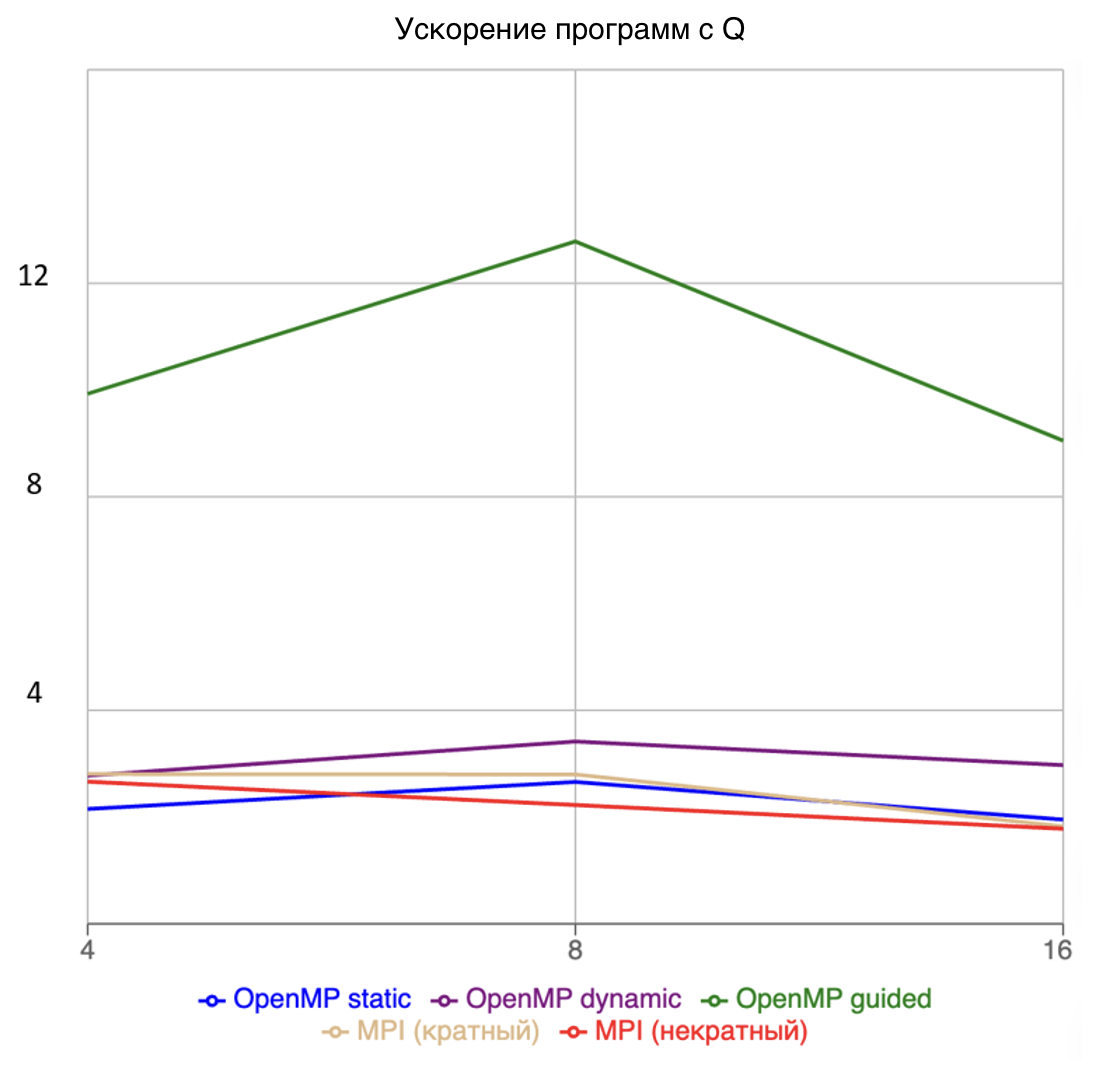 Ускорение программ с Q
12
8
4
4 8 16
OpenMP static OpenMP dynamic OpenMP guided
MPI (кратный) MPI (некратный)